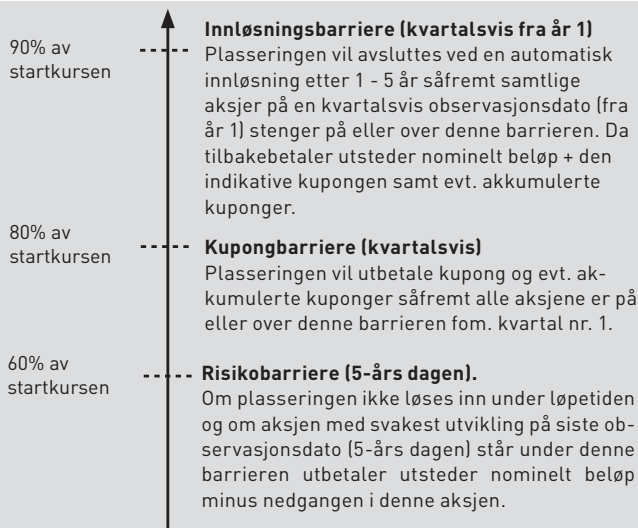 90% av
startkursen
Innløsningsbarriere (kvartalsvis fra år 1)
Plasseringen vil avsluttes ved en automatisk
innløsning etter 1 - 5 år såfremt samtlige
aksjer på en kvartalsvis observasjonsdato (fra
år 1) stenger på eller over denne barrieren. Da
tilbakebetaler utsteder nominelt beløp + den
indikative kupongen samt evt. akkumulerte
kuponger.
80% av
startkursen
Kupongbarriere (kvartalsvis)
Plasseringen vil utbetale kupong og evt. ak-
kumulerte kuponger såfremt alle aksjene er på
eller over denne barrieren fom. kvartal nr. 1.
60% av
startkursen
Risikobarriere (5-års dagen).
Om plasseringen ikke løses inn under løpetiden
og om aksjen med svakest utvikling på siste ob-
servasjonsdato (5-års dagen) står under denne
barrieren utbetaler utsteder nominelt beløp
minus nedgangen i denne aksjen.